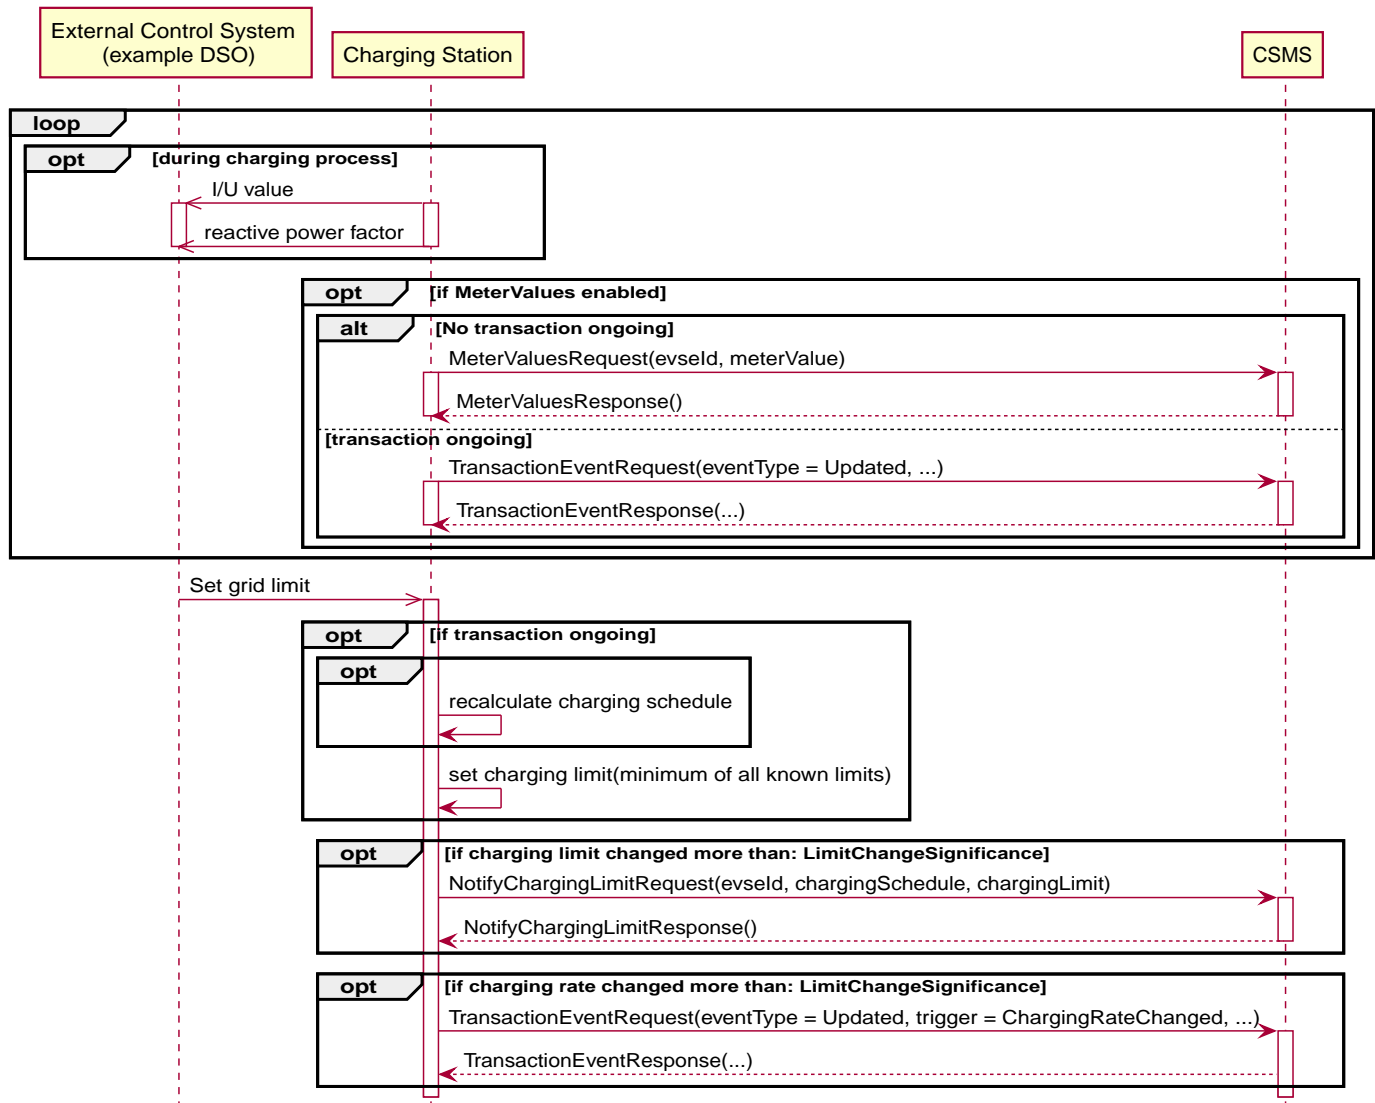 External Control System
(example DSO)
Charging Station
CSMS
loop
opt
[during charging process]
I/U value
reactive power factor
opt
[if MeterValues enabled]
alt
[No transaction ongoing]
MeterValuesRequest(evseId, meterValue)
MeterValuesResponse()
[transaction ongoing]
TransactionEventRequest(eventType = Updated, ...)
TransactionEventResponse(...)
Set grid limit
opt
[if transaction ongoing]
opt
recalculate charging schedule
set charging limit(minimum of all known limits)
opt
[if charging limit changed more than: LimitChangeSignificance]
NotifyChargingLimitRequest(evseId, chargingSchedule, chargingLimit)
NotifyChargingLimitResponse()
opt
[if charging rate changed more than: LimitChangeSignificance]
TransactionEventRequest(eventType = Updated, trigger = ChargingRateChanged, ...)
TransactionEventResponse(...)